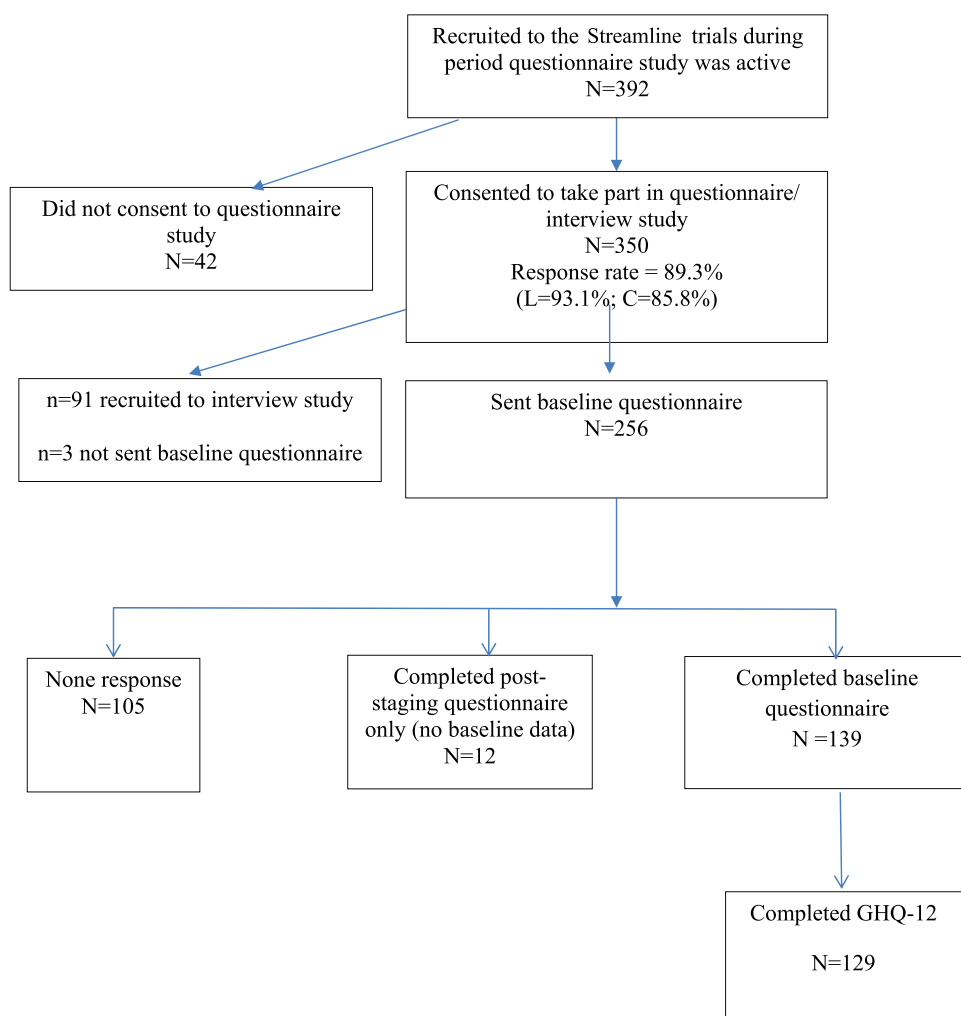 Recruited to the Streamline trials during
period questionnaire study was active
N=392
Did not consent to questionnaire
study
N=42
Consented to take part in questionnaire/
interview study
N=350
Response rate = 89.3%
(L=93.1%; C=85.8%)
n=91 recruited to interview study
n=3 not sent baseline questionnaire
Sent baseline questionnaire
N=256
None response
N=105
Completed post-
staging questionnaire
only (no baseline data)
N=12
Completed baseline
questionnaire
N =139
Completed GHQ-12
N=129